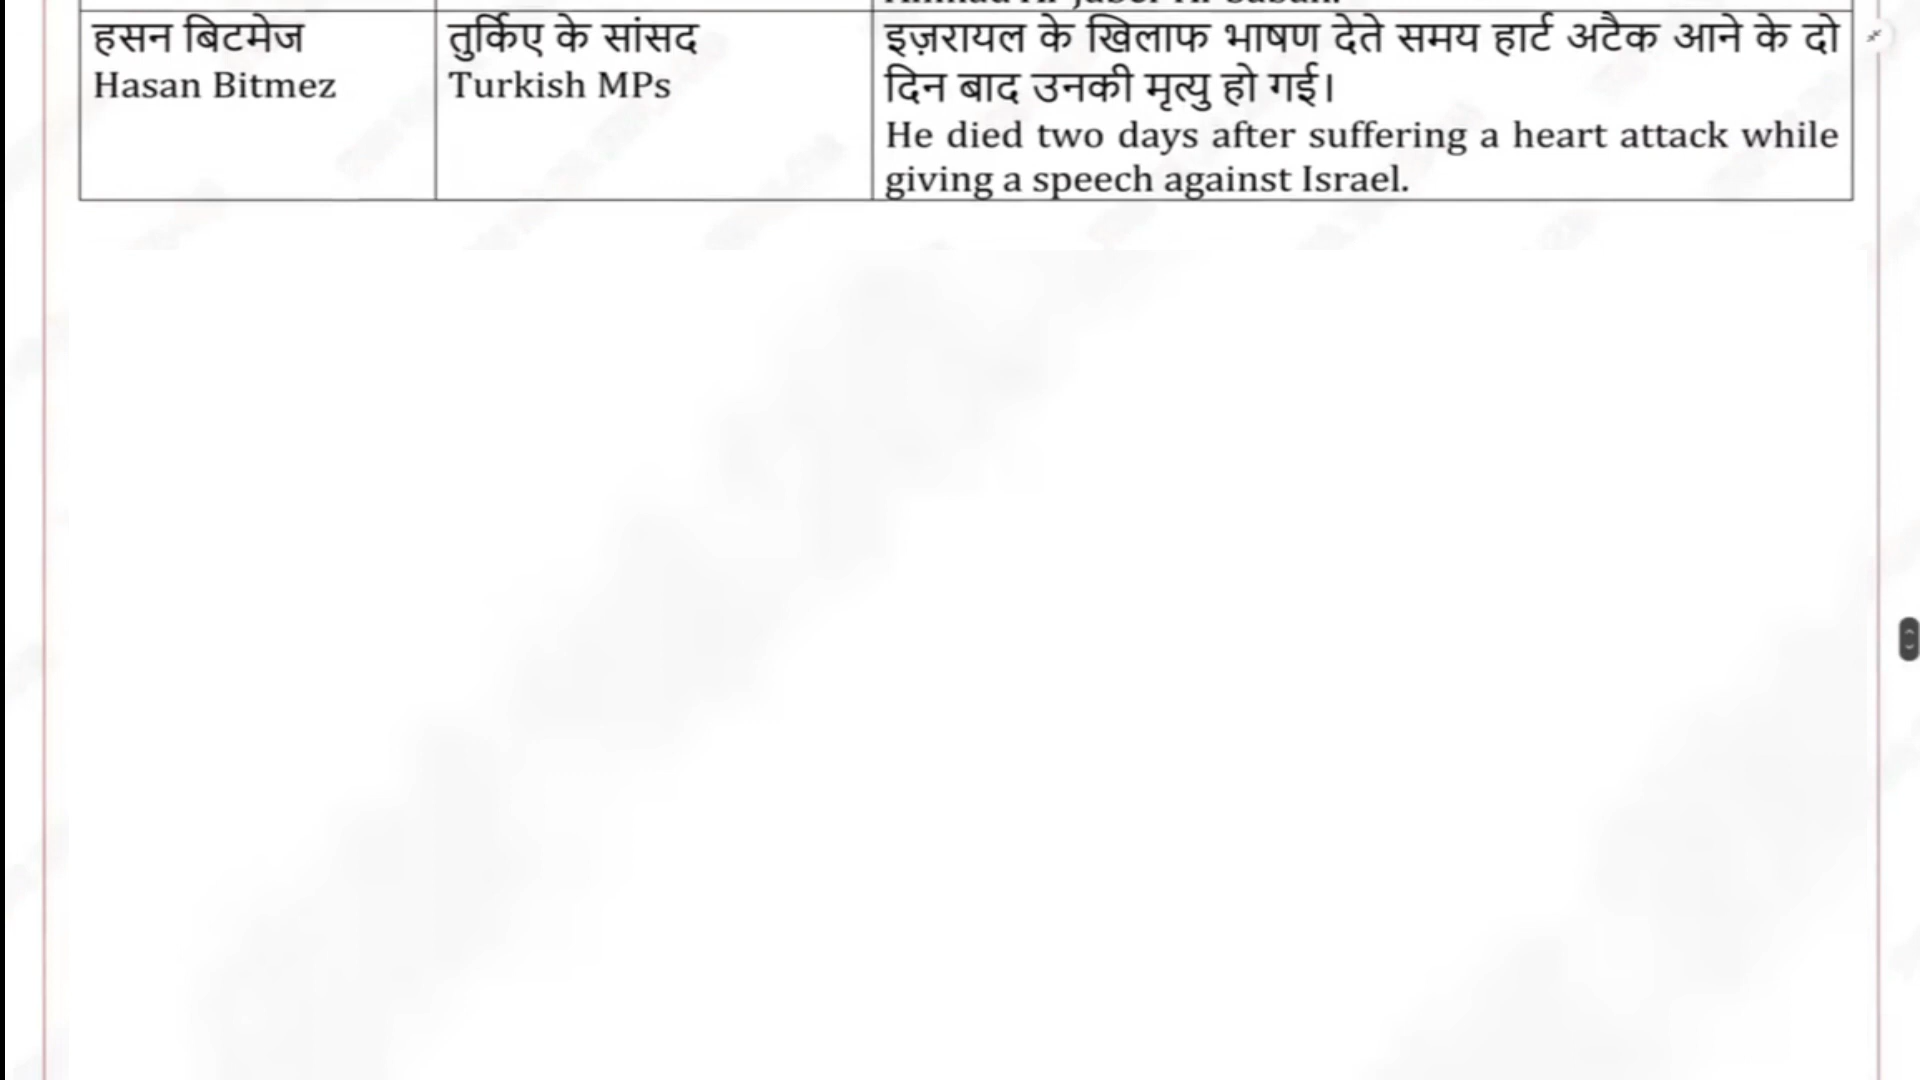 हसन बिटमेज
Hasan Bitmez
तुर्किए के सांसद
Turkish MPs
इज़रायल के खिलाफ भाषण देते समय हार्ट अटैक आने के दो
दिन बाद उनकी मृत्यु हो गई।
He died two days after suffering a heart attack while
giving a speech against Israel.